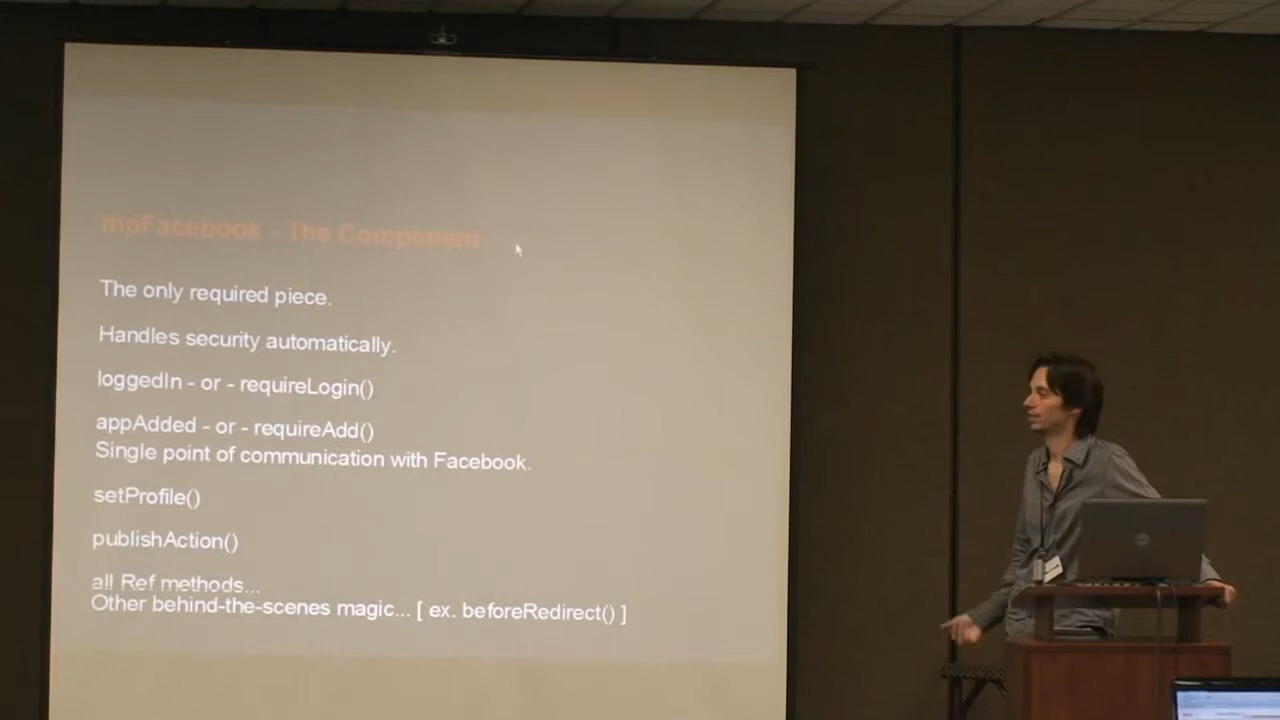 mpFacebook - The Component
The only required piece.
Handles security automatically.
loggedIn - or - requireLogin()
appAdded - or - requireAdd()
Single point of communication with Facebook.
setProfile()
publishAction()
all Ref methods...
Other behind-the-scenes magic... [ ex. beforeRedirect() ]